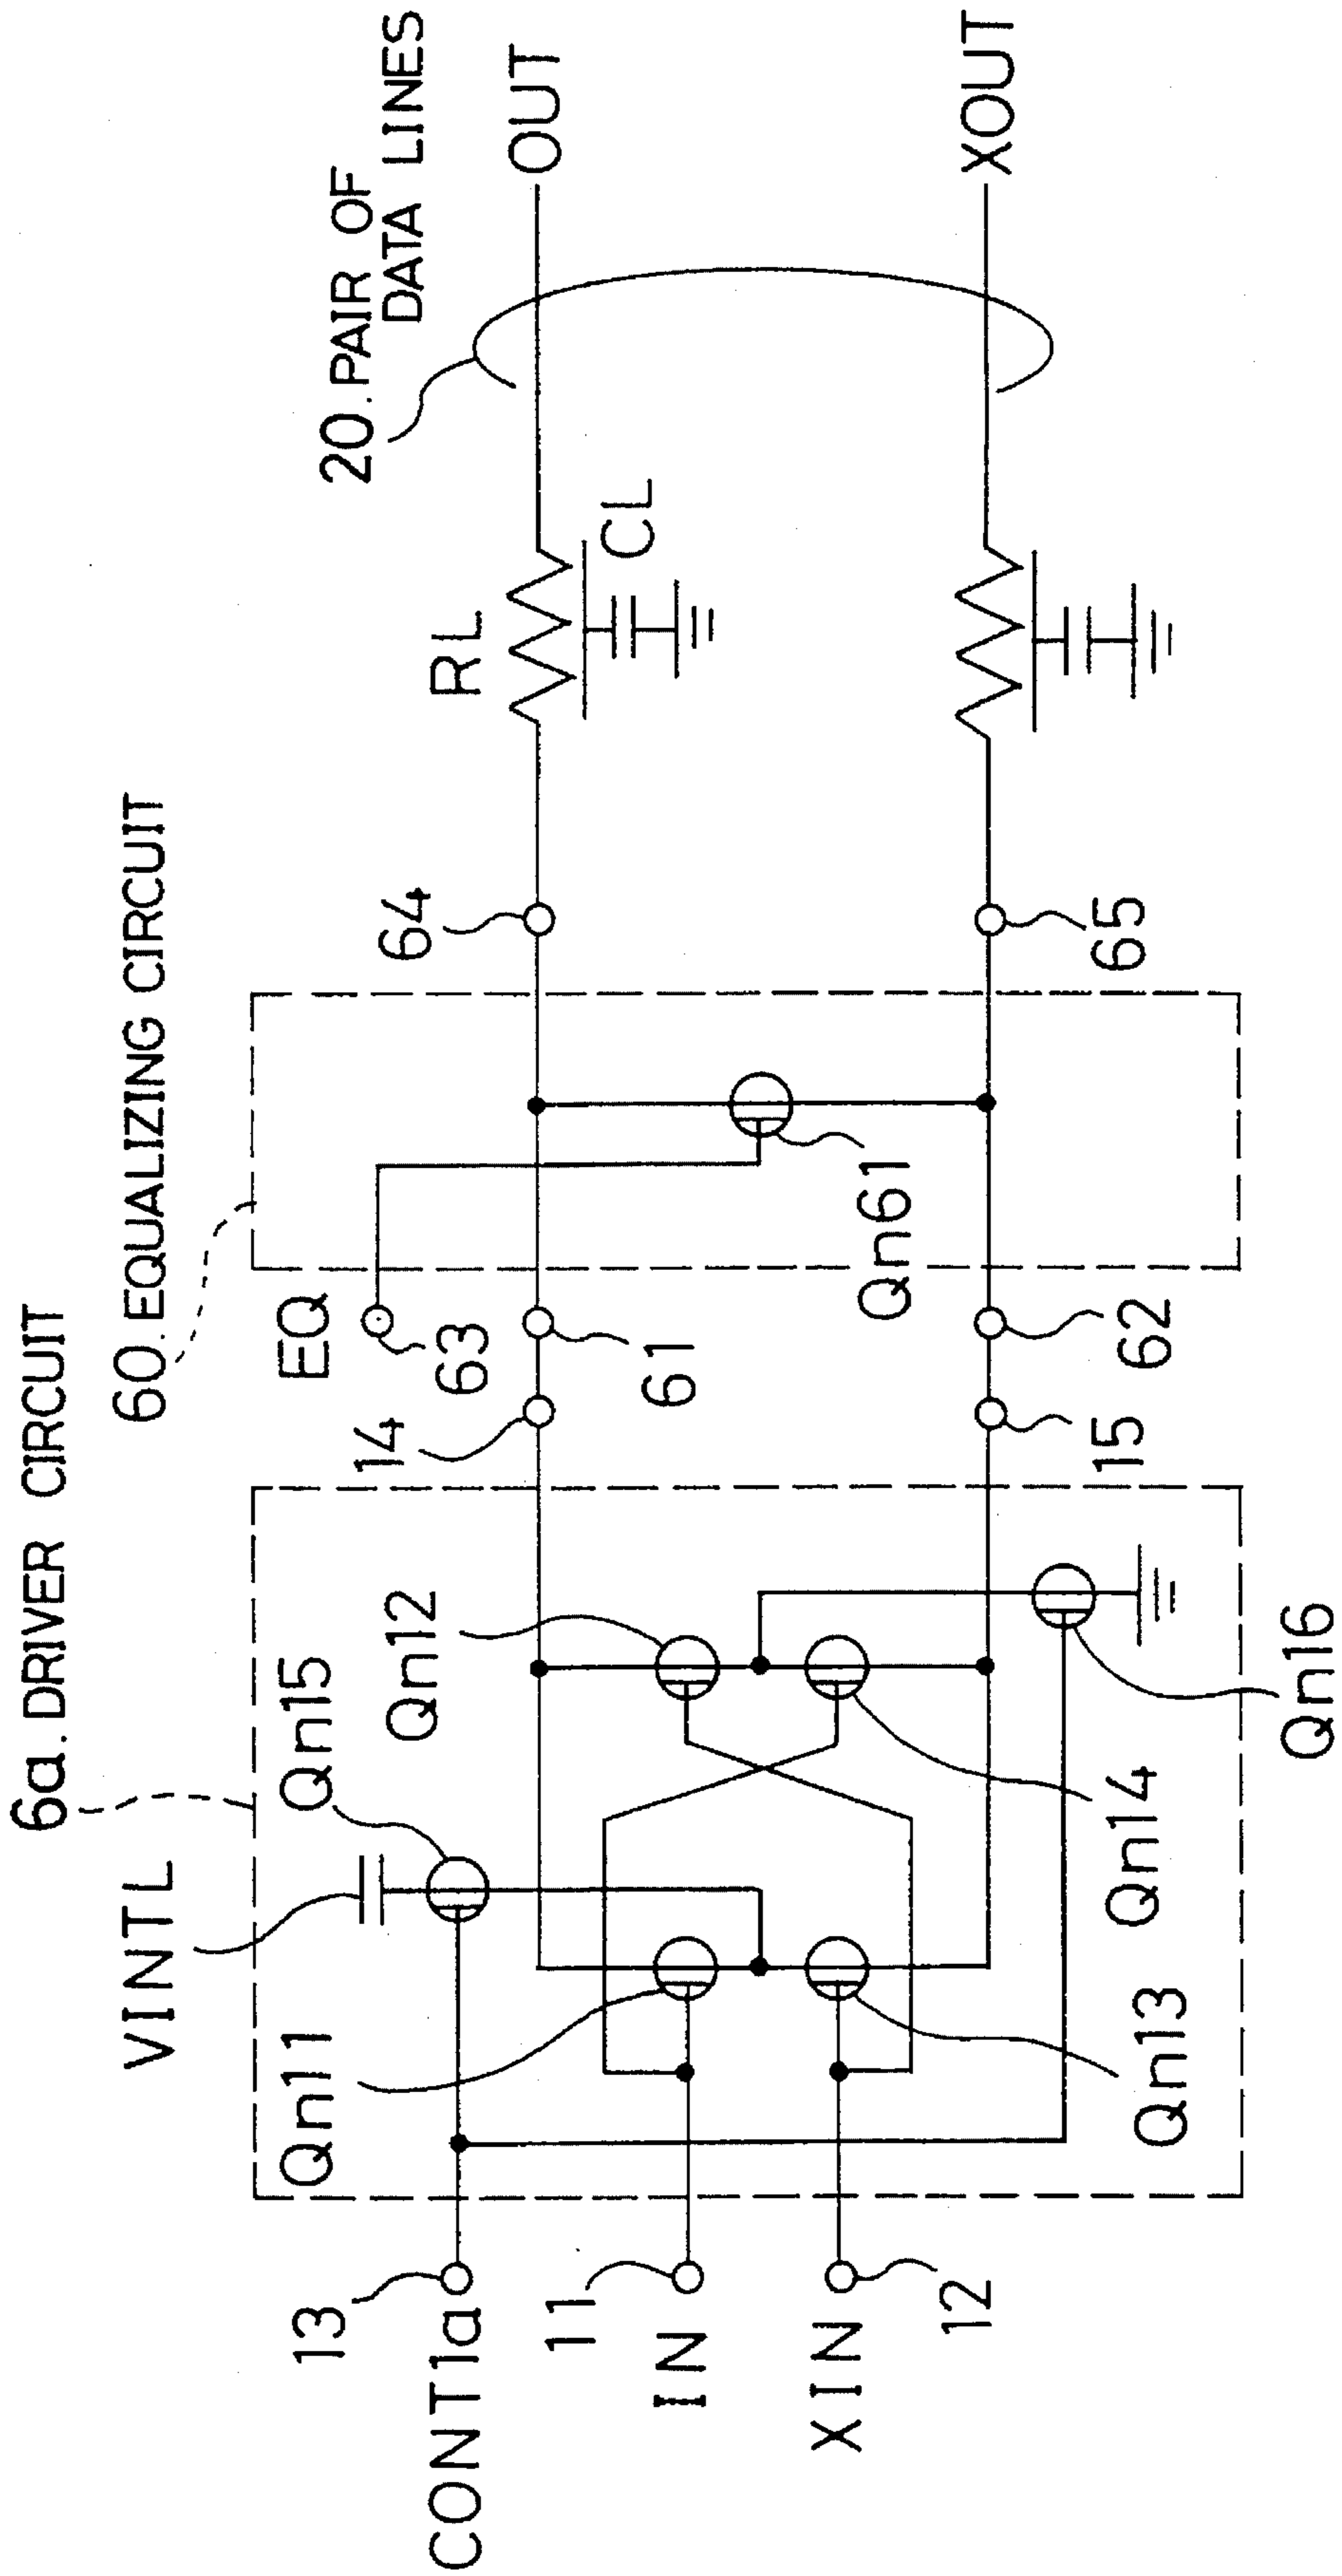 6a. DRIVER CIRCUIT
60. EQUALIZING CIRCUIT
20. PAIR OF
DATA LINES
VINTL
Qn15
Qn12
Qn11
Qn13
Qn14
Qn16
13
CONT1a
11
IN
XIN
12
14
15
EQ
63
61
62
Qn61
64
65
RL
CL
OUT
XOUT